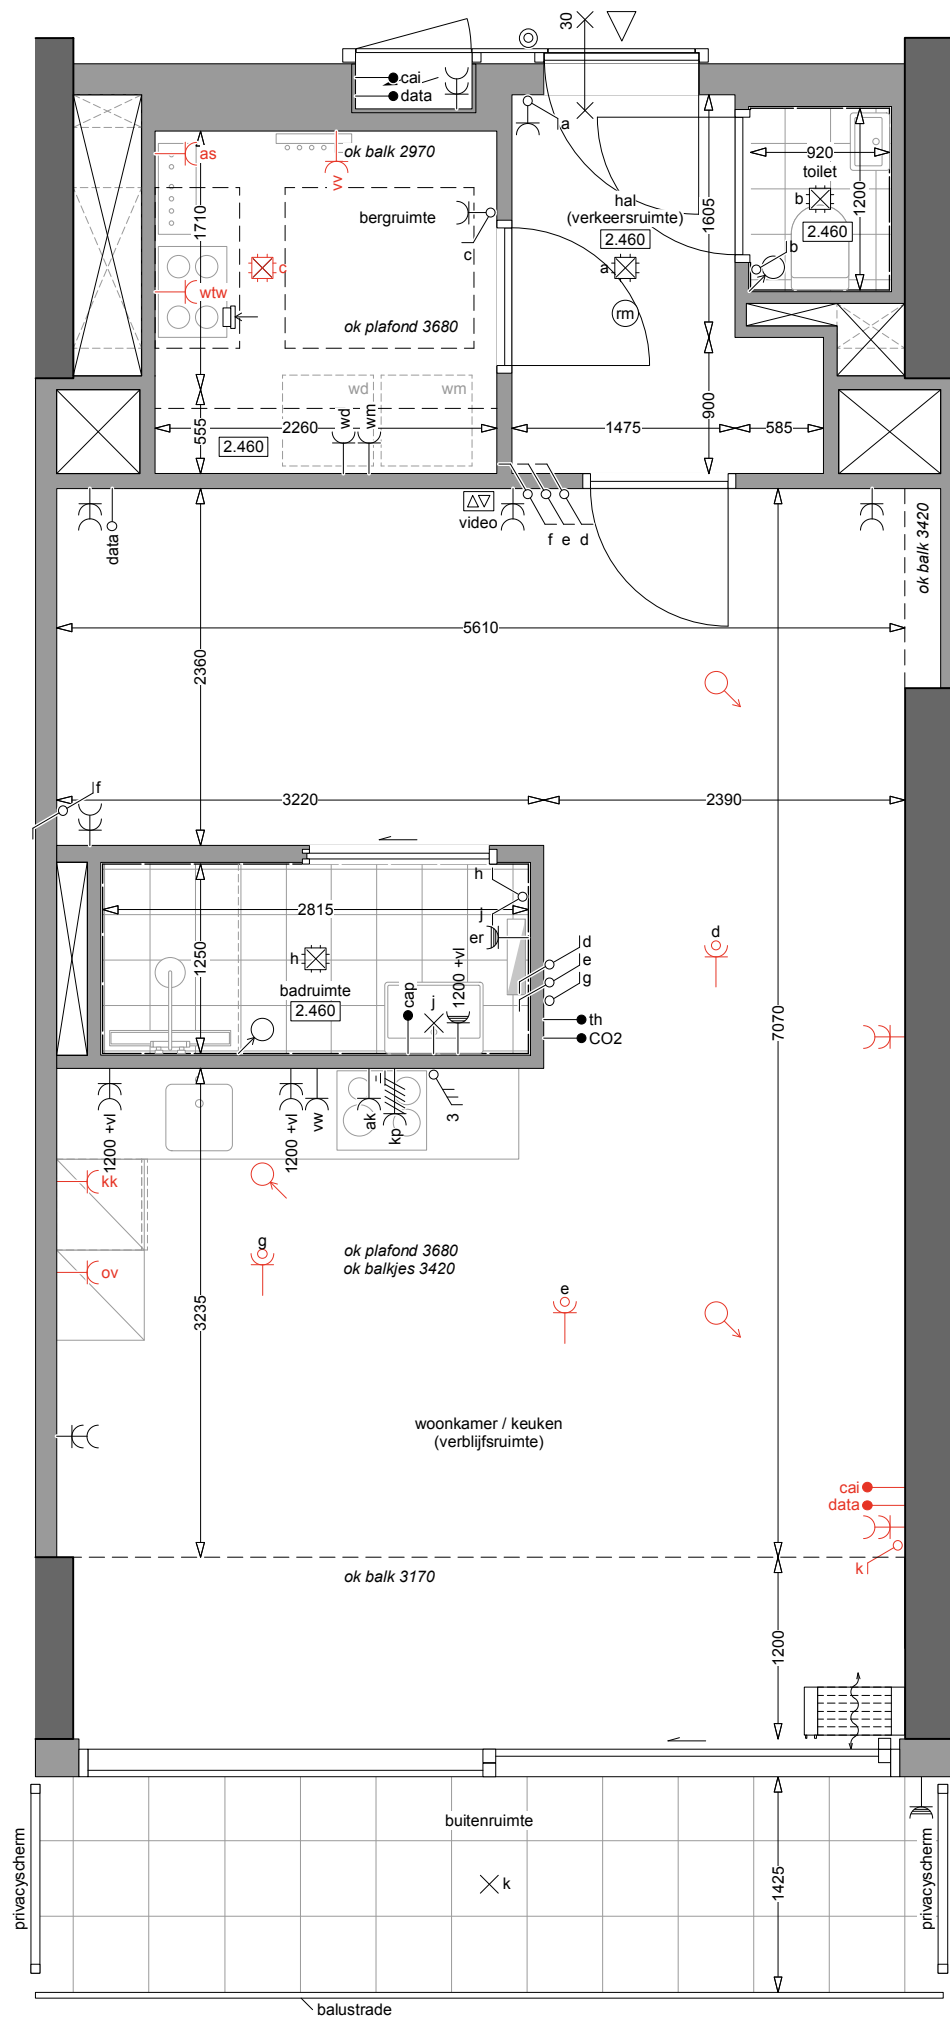 30
cai
data
a
as
ok balk 2970
vv
920
toilet
b
1200
2.460
b
1710
bergruimte
hal
(verkeersruimte)
2.460
1605
c
c
a
wtw
rm
ok plafond 3680
wd
wm
wd
wm
555
2260
2.460
1475
900
585
data
video
f e d
ok balk 3420
5610
2360
f
3220
2390
h
2815
j
er
d
d
e
g
1250
h
badruimte
2.460
cap
j
1200 +vl
th
CO2
7070
1200 +vl
1200 +vl
vw
ak
kp
3
kk
g
ok plafond 3680
ok balkjes 3420
ov
e
3235
woonkamer / keuken
(verblijfsruimte)
cai
data
k
ok balk 3170
1200
buitenruimte
privacyscherm
k
1425
privacyscherm
balustrade